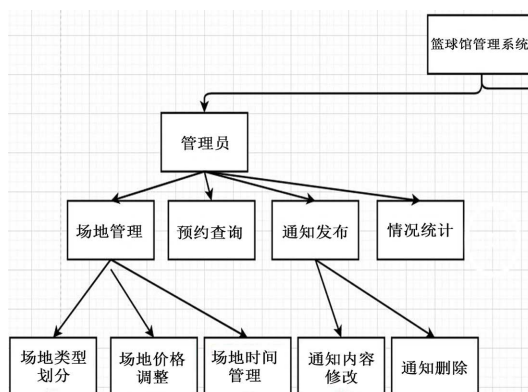 篮球馆管理系统
管理员
场地管理
预约查询
通知发布
情况统计
场地类型
划分
场地价格
调整
场地时间
管理
通知内容
修改
通知删除